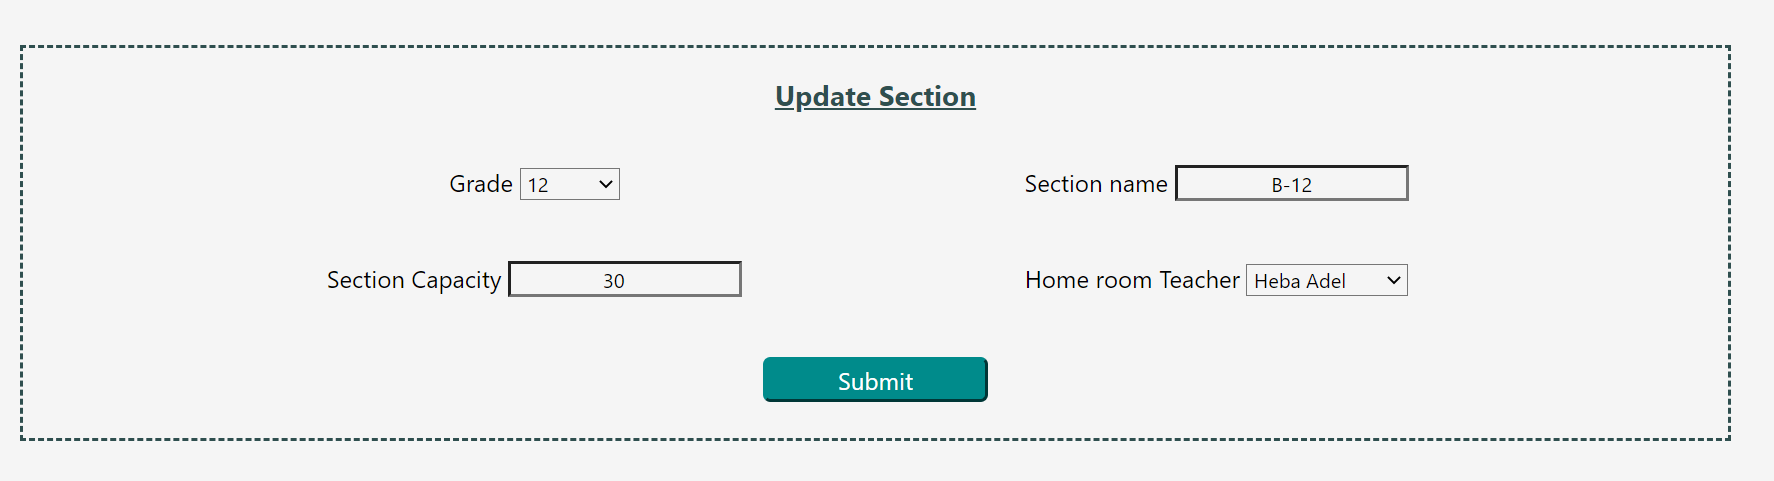 Update Section
Grade 12 Section name B-12
Section Capacity 30 Home room Teacher Heba Adel
Submit